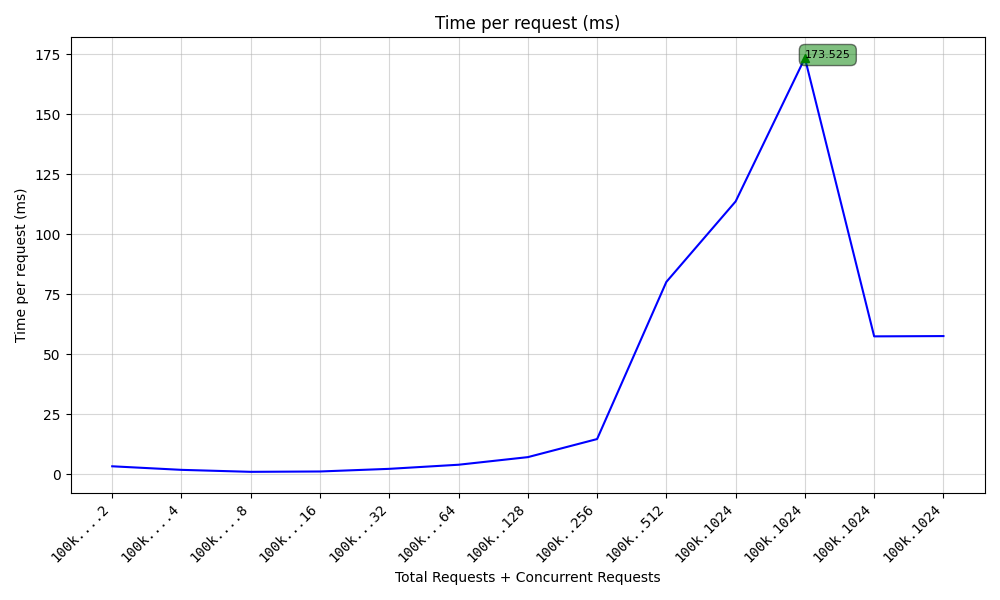 Time per request (ms)
173.525
175
150
125
100
75
50
25
0
Time per request (ms)
100k....2
100k....4
100k....8
100k...16
100k...32
100k...64
100k..128
100k..256
100k..512
100k.1024
100k.1024
100k.1024
100k.1024
Total Requests + Concurrent Requests